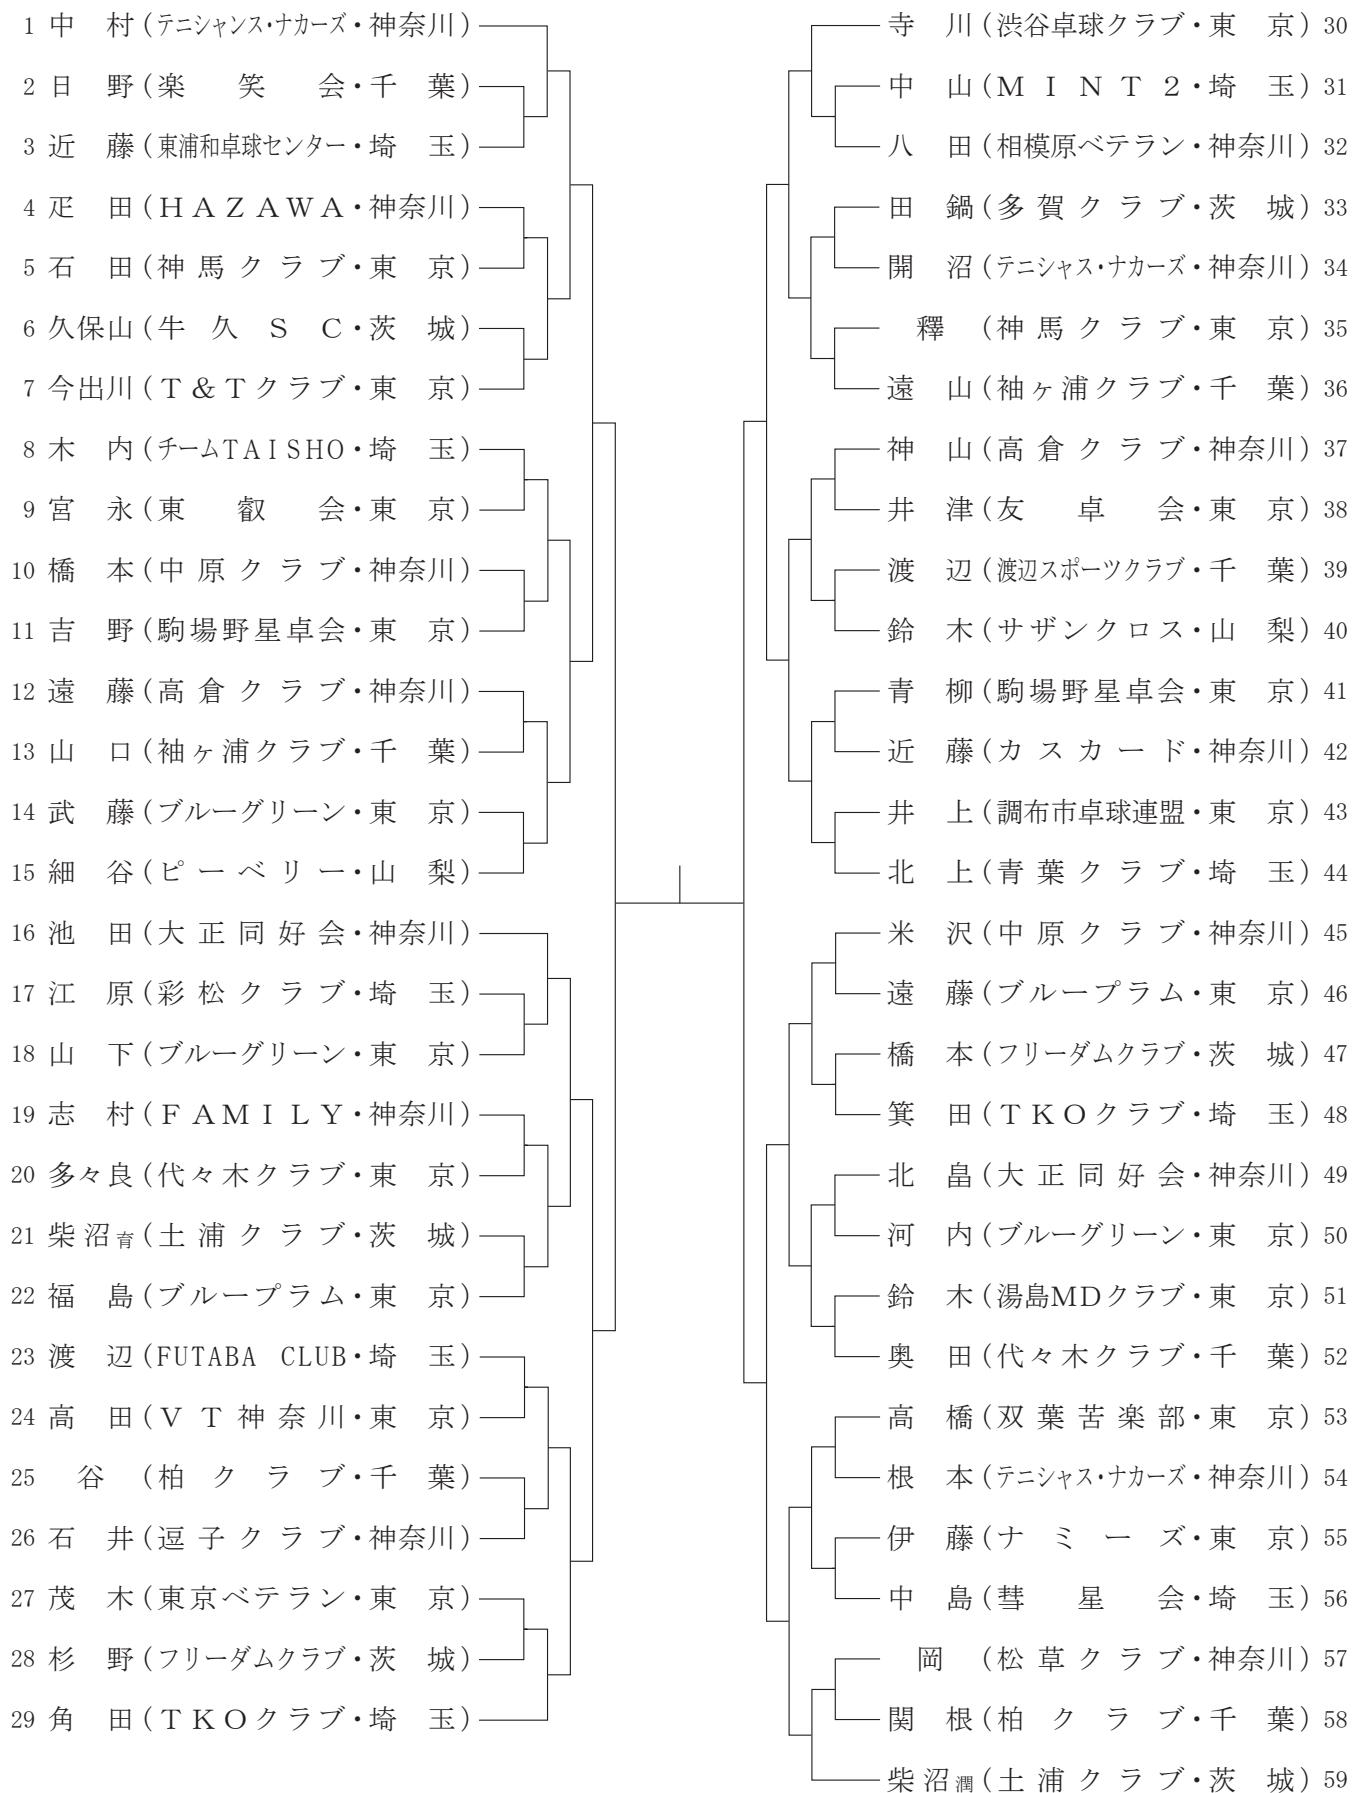 1 中 村 (テニシャンス・ナカーズ・神奈川)
2 日 野 (楽 笑 会・千 葉)
3 近 藤 (東浦和卓球センター・埼 玉)
4 疋 田 (HAZAWA・神奈川)
5 石 田 (神馬クラブ・東 京)
6 久保山 (牛久SC・茨 城)
7 今出川 (T&Tクラブ・東 京)
8 木 内 (チームTAISHO・埼 玉)
9 宮 永 (東 叡 会・東 京)
10 橋 本 (中原クラブ・神奈川)
11 吉 野 (駒場野星卓会・東 京)
12 遠 藤 (高倉クラブ・神奈川)
13 山 口 (袖ヶ浦クラブ・千 葉)
14 武 藤 (ブルーグリーン・東 京)
15 細 谷 (ピーベリー・山 梨)
16 池 田 (大正同好会・神奈川)
17 江 原 (彩松クラブ・埼 玉)
18 山 下 (ブルーグリーン・東 京)
19 志 村 (FAMILY・神奈川)
20 多々良 (代々木クラブ・東 京)
21 柴沼育 (土浦クラブ・茨 城)
22 福 島 (ブループラム・東 京)
23 渡 辺 (FUTABA CLUB・埼 玉)
24 高 田 (VT神奈川・東 京)
25 谷 (柏クラブ・千 葉)
26 石 井 (逗子クラブ・神奈川)
27 茂 木 (東京ベテラン・東 京)
28 杉 野 (フリーダムクラブ・茨 城)
29 角 田 (TKOクラブ・埼 玉)
寺 川 (渋谷卓球クラブ・東 京) 30
中 山 (MINT2・埼 玉) 31
八 田 (相模原ベテラン・神奈川) 32
田 鍋 (多賀クラブ・茨 城) 33
開 沼 (テニシャス・ナカーズ・神奈川) 34
釋 (神馬クラブ・東 京) 35
遠 山 (袖ヶ浦クラブ・千 葉) 36
神 山 (高倉クラブ・神奈川) 37
井 津 (友 卓 会・東 京) 38
渡 辺 (渡辺スポーツクラブ・千 葉) 39
鈴 木 (サザンクロス・山 梨) 40
青 柳 (駒場野星卓会・東 京) 41
近 藤 (カスカード・神奈川) 42
井 上 (調布市卓球連盟・東 京) 43
北 上 (青葉クラブ・埼 玉) 44
米 沢 (中原クラブ・神奈川) 45
遠 藤 (ブループラム・東 京) 46
橋 本 (フリーダムクラブ・茨 城) 47
箕 田 (TKOクラブ・埼 玉) 48
北 畠 (大正同好会・神奈川) 49
河 内 (ブルーグリーン・東 京) 50
鈴 木 (湯島MDクラブ・東 京) 51
奥 田 (代々木クラブ・千 葉) 52
高 橋 (双葉苦楽部・東 京) 53
根 本 (テニシャス・ナカーズ・神奈川) 54
伊 藤 (ナミーズ・東 京) 55
中 島 (彗 星 会・埼 玉) 56
岡 (松草クラブ・神奈川) 57
関 根 (柏クラブ・千 葉) 58
柴沼潤 (土浦クラブ・茨 城) 59